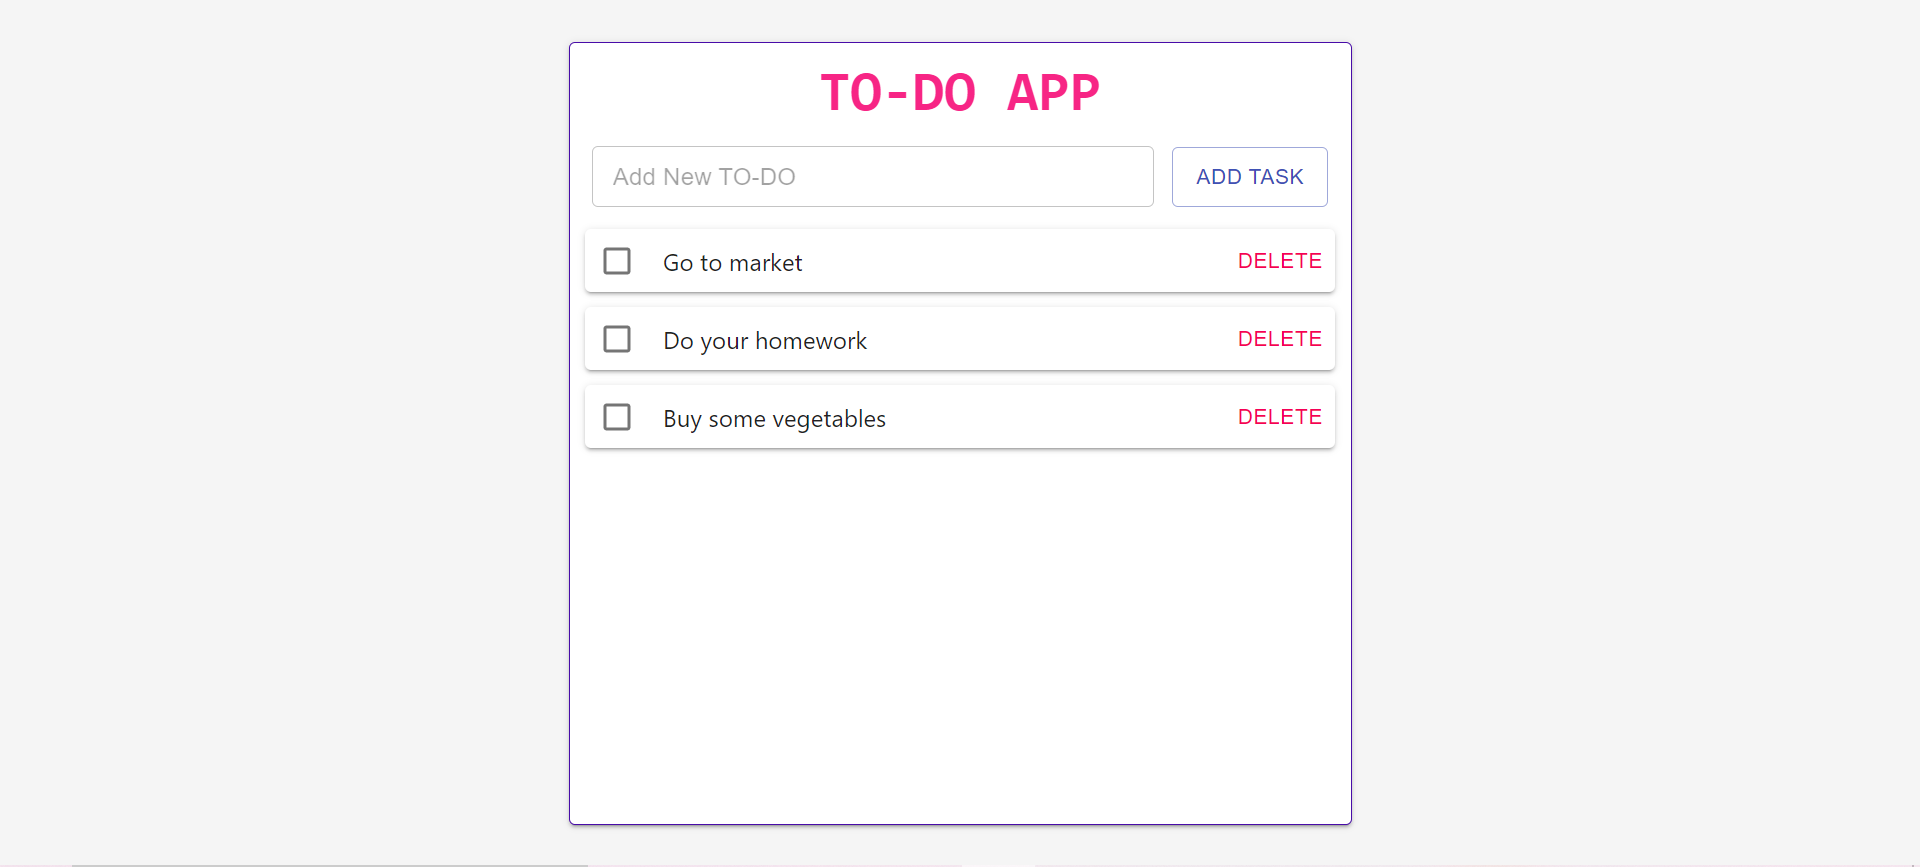 TO-DO APP
Add New TO-DO ADD TASK
Go to market DELETE
Do your homework DELETE
Buy some vegetables DELETE